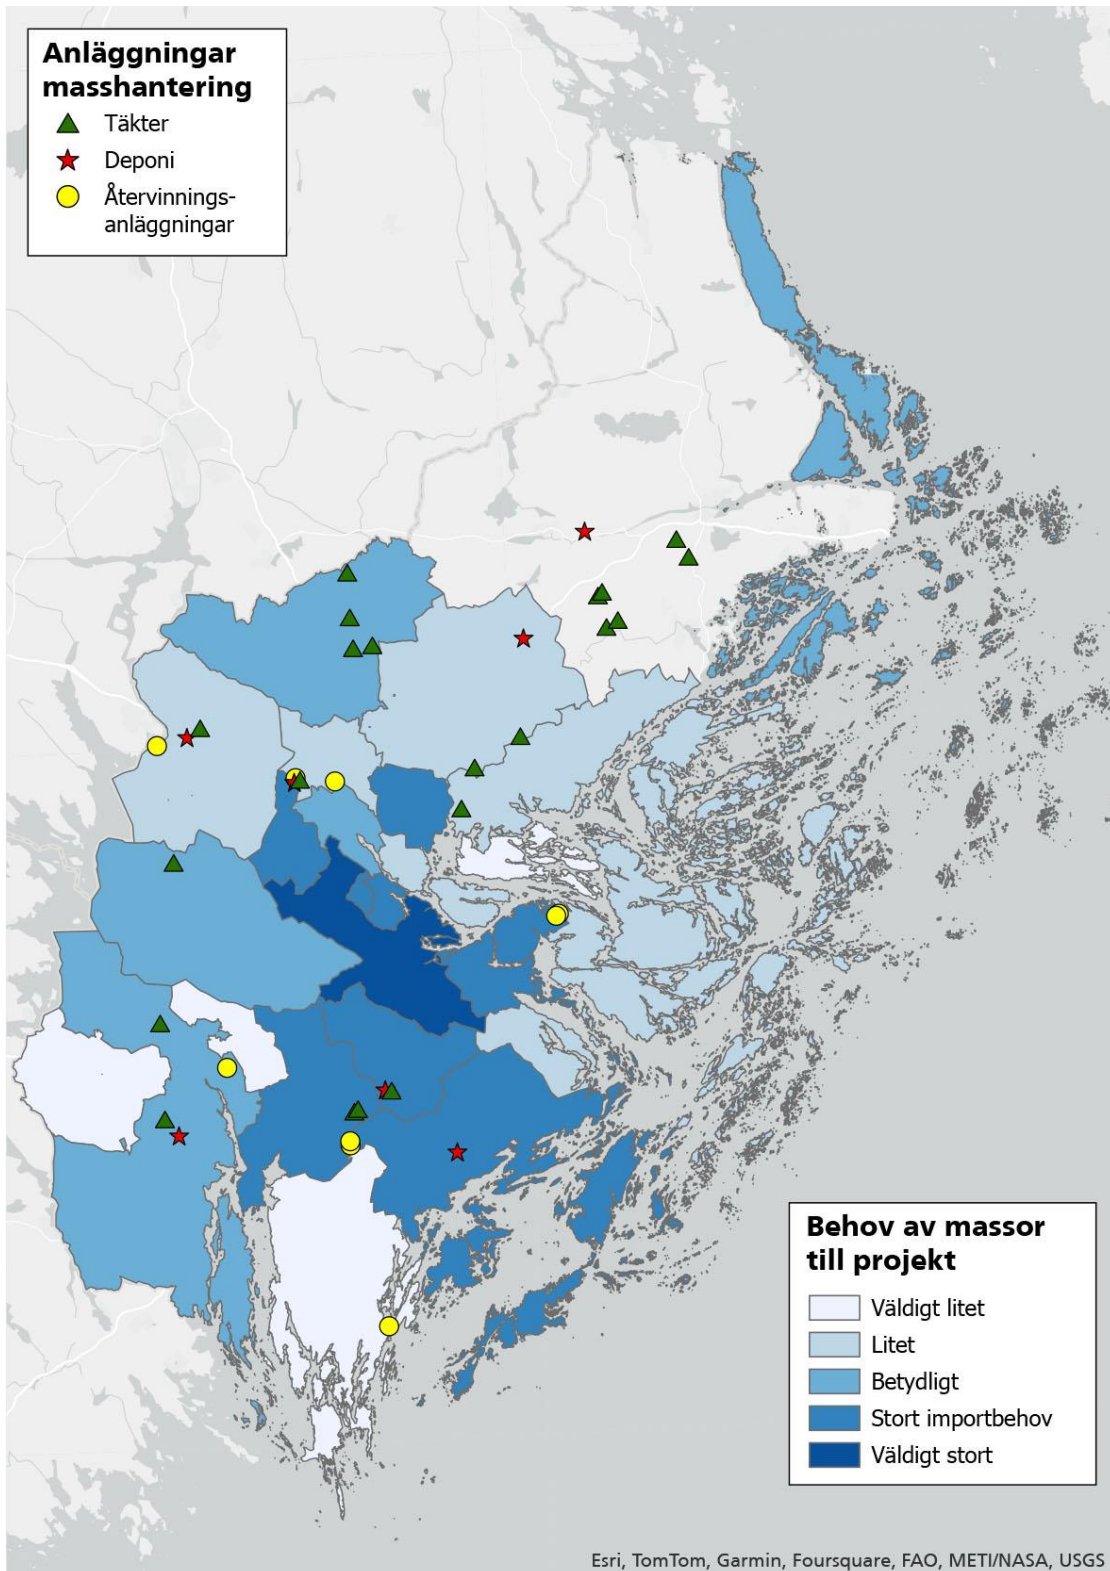 Anläggningar
masshantering
Täkter
Deponi
Återvinnings-
anläggningar
Behov av massor
till projekt
Väldigt litet
Litet
Betydligt
Stort importbehov
Väldigt stort
Esri, TomTom, Garmin, Foursquare, FAO, METI/NASA, USGS